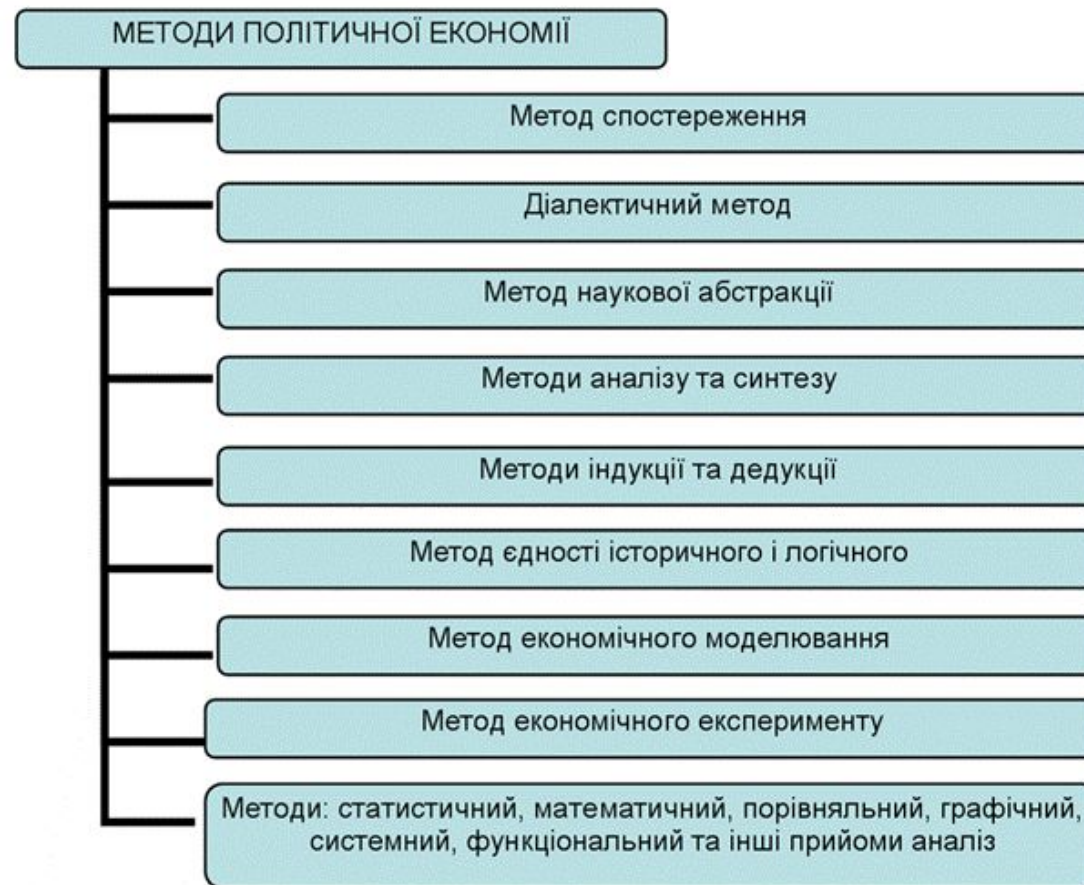 МЕТОДИ ПОЛІТИЧНОЇ ЕКОНОМІЇ
Метод спостереження
Діалектичний метод
Метод наукової абстракції
Методи аналізу та синтезу
Методи індукції та дедукції
Метод єдності історичного і логічного
Метод економічного моделювання
Метод економічного експерименту
Методи: статистичний, математичний, порівняльний, графічний,
системний, функціональний та інші прийоми аналіз